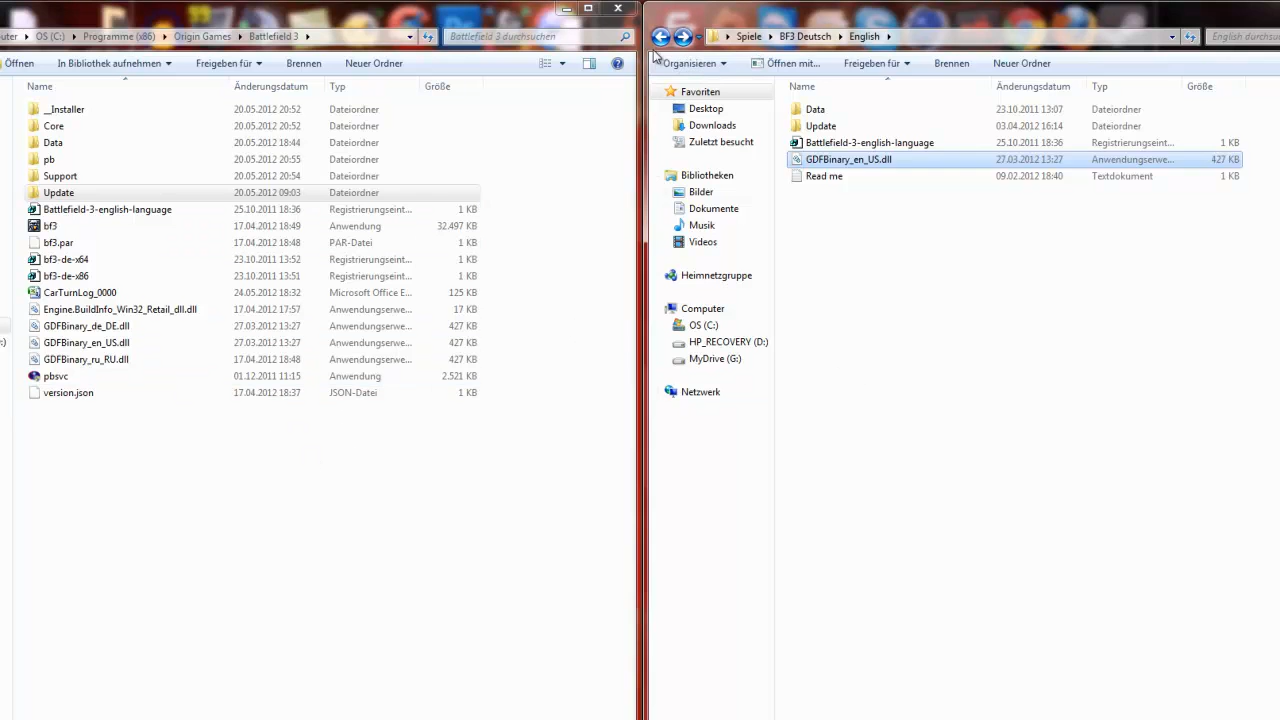 uter ▸ OS (C:) ▸ Programme (x86) ▸ Origin Games ▸ Battlefield 3 ▸
Battlefield 3 durchsuchen
Öffnen In Bibliothek aufnehmen Freigeben für Brennen Neuer Ordner
Name Änderungsdatum Typ Größe
__Installer 20.05.2012 20:52 Dateiordner
Core 20.05.2012 20:52 Dateiordner
Data 20.05.2012 18:44 Dateiordner
pb 20.05.2012 20:55 Dateiordner
Support 20.05.2012 20:54 Dateiordner
Update 20.05.2012 09:03 Dateiordner
Battlefield-3-english-language 25.10.2011 18:36 Registrierungseint... 1 KB
bf3 17.04.2012 18:49 Anwendung 32.497 KB
bf3.par 17.04.2012 18:48 PAR-Datei 1 KB
bf3-de-x64 23.10.2011 13:52 Registrierungseint... 1 KB
bf3-de-x86 23.10.2011 13:51 Registrierungseint... 1 KB
CarTurnLog_0000 24.05.2012 18:32 Microsoft Office E... 125 KB
Engine.BuildInfo_Win32_Retail_dll.dll 17.04.2012 17:57 Anwendungserwe... 17 KB
GDFBinary_de_DE.dll 27.03.2012 13:27 Anwendungserwe... 427 KB
GDFBinary_en_US.dll 27.03.2012 13:27 Anwendungserwe... 427 KB
GDFBinary_ru_RU.dll 17.04.2012 18:48 Anwendungserwe... 427 KB
pbsvc 01.12.2011 11:15 Anwendung 2.521 KB
version.json 17.04.2012 18:37 JSON-Datei 1 KB
Spiele ▸ BF3 Deutsch ▸ English ▸
English durchsuchen
Organisieren Öffnen mit... Freigeben für Brennen Neuer Ordner
Favoriten
Desktop
Downloads
Zuletzt besucht
Bibliotheken
Bilder
Dokumente
Musik
Videos
Heimnetzgruppe
Computer
OS (C:)
HP_RECOVERY (D:)
MyDrive (G:)
Netzwerk
Name Änderungsdatum Typ Größe
Data 23.10.2011 13:07 Dateiordner
Update 03.04.2012 16:14 Dateiordner
Battlefield-3-english-language 25.10.2011 18:36 Registrierungseint... 1 KB
GDFBinary_en_US.dll 27.03.2012 13:27 Anwendungserwe... 427 KB
Read me 09.02.2012 18:40 Textdokument 1 KB